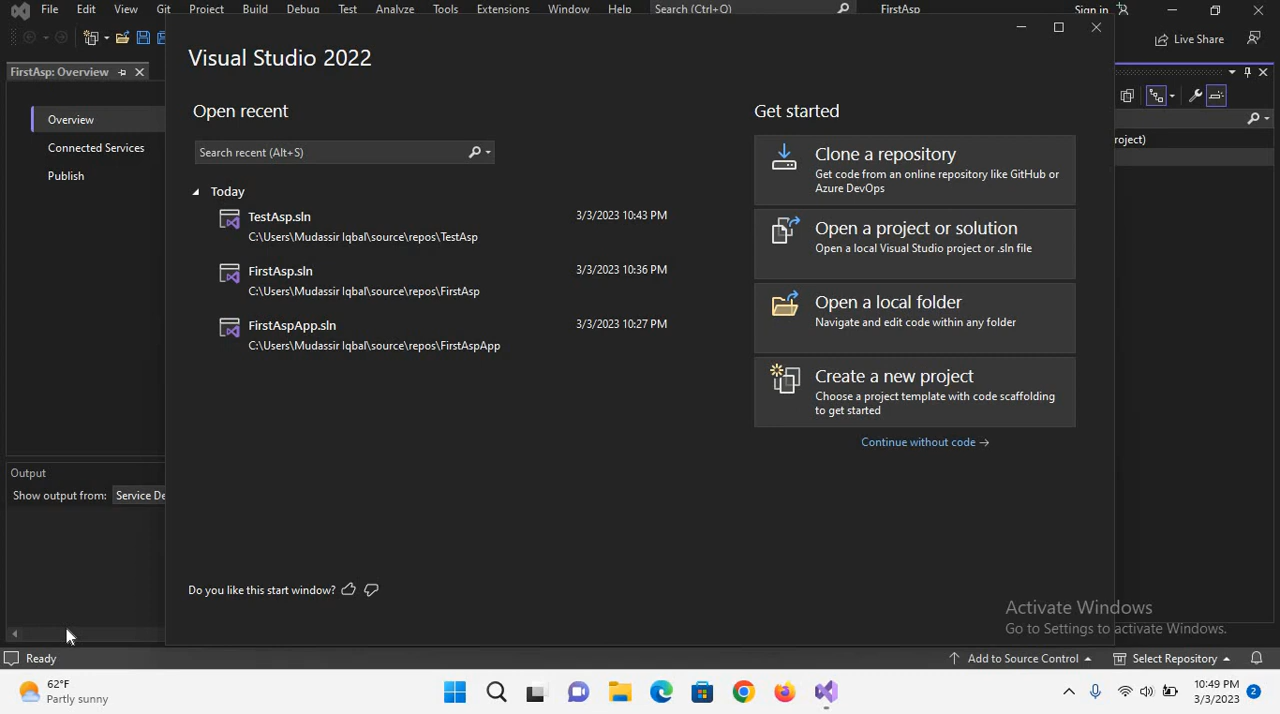 File Edit View Git Project Build Debug Test Analyze Tools Extensions Window Help Search (Ctrl+Q) FirstAsp Sign in
Live Share
FirstAsp: Overview
Visual Studio 2022
Overview
Connected Services
Publish
Open recent
Search recent (Alt+S)
Today
TestAsp.sln 3/3/2023 10:43 PM
C:\Users\Mudassir Iqbal\source\repos\TestAsp
FirstAsp.sln 3/3/2023 10:36 PM
C:\Users\Mudassir Iqbal\source\repos\FirstAsp
FirstAspApp.sln 3/3/2023 10:27 PM
C:\Users\Mudassir Iqbal\source\repos\FirstAspApp
Get started
Clone a repository
Get code from an online repository like GitHub or
Azure DevOps
Open a project or solution
Open a local Visual Studio project or .sln file
Open a local folder
Navigate and edit code within any folder
Create a new project
Choose a project template with code scaffolding
to get started
Continue without code →
roject)
Output
Show output from: Service De
Do you like this start window?
Activate Windows
Go to Settings to activate Windows.
Ready Add to Source Control Select Repository
62°F
Partly sunny
10:49 PM
3/3/2023
2